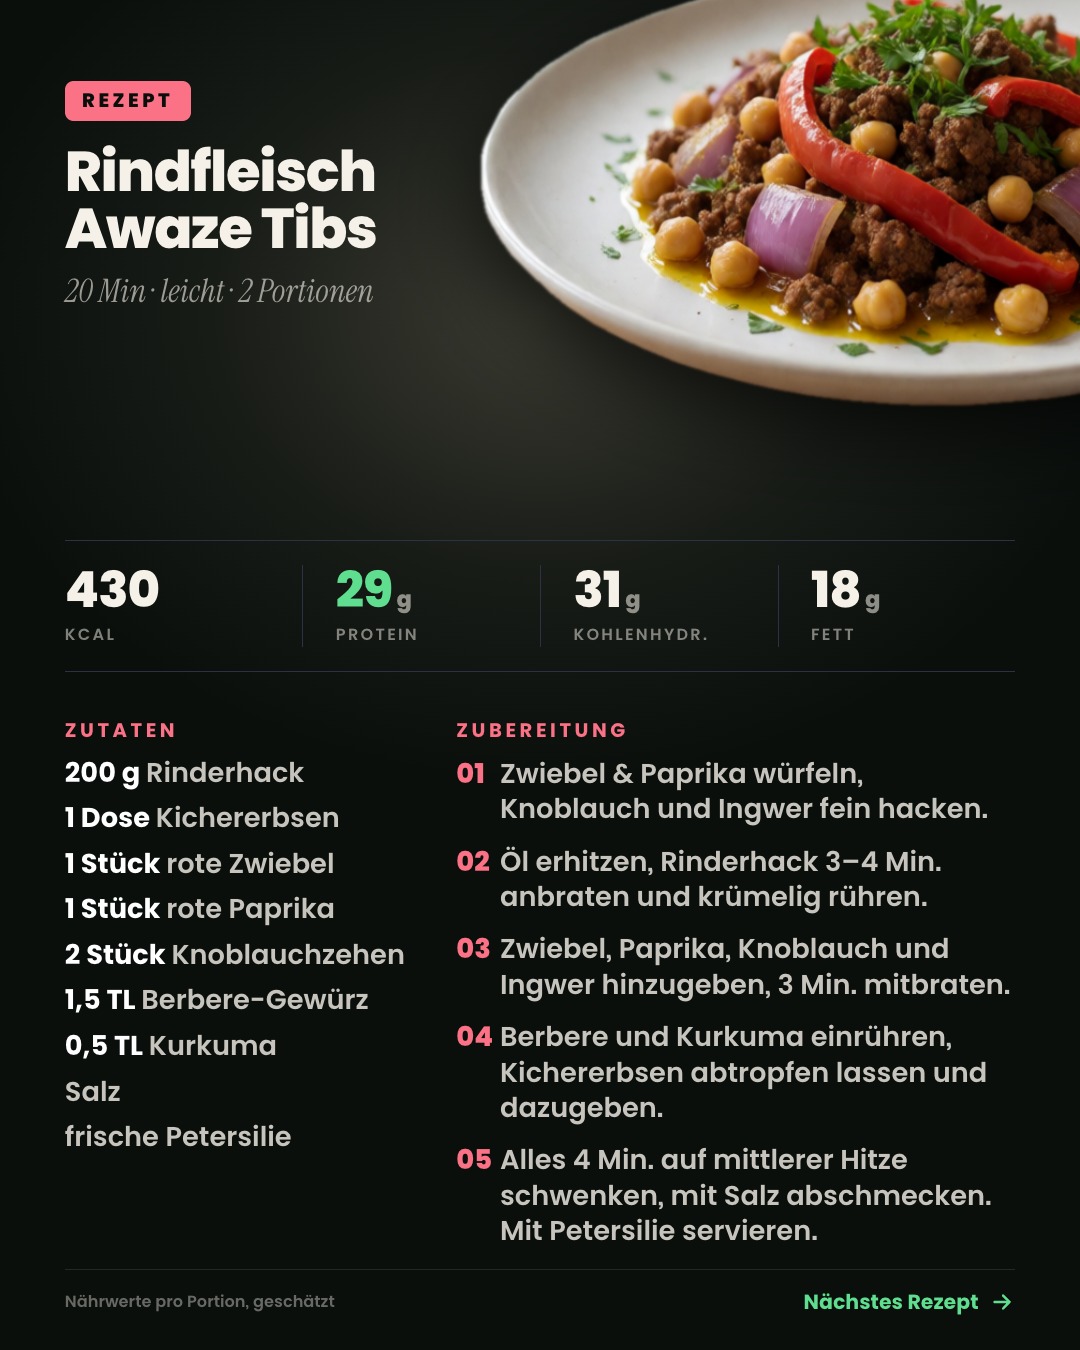 REZEPT
Rindfleisch
Awaze Tibs
20 Min · leicht · 2 Portionen
430
KCAL
29 g
PROTEIN
31 g
KOHLENHYDR.
18 g
FETT
ZUTATEN
200 g Rinderhack
1 Dose Kichererbsen
1 Stück rote Zwiebel
1 Stück rote Paprika
2 Stück Knoblauchzehen
1,5 TL Berbere-Gewürz
0,5 TL Kurkuma
Salz
frische Petersilie
ZUBEREITUNG
01 Zwiebel & Paprika würfeln,
Knoblauch und Ingwer fein hacken.
02 Öl erhitzen, Rinderhack 3–4 Min.
anbraten und krümelig rühren.
03 Zwiebel, Paprika, Knoblauch und
Ingwer hinzugeben, 3 Min. mitbraten.
04 Berbere und Kurkuma einrühren,
Kichererbsen abtropfen lassen und
dazugeben.
05 Alles 4 Min. auf mittlerer Hitze
schwenken, mit Salz abschmecken.
Mit Petersilie servieren.
Nährwerte pro Portion, geschätzt
Nächstes Rezept →